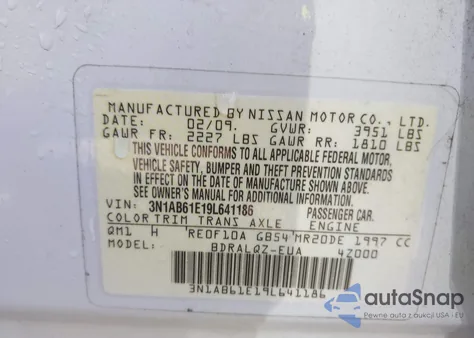 MANUFACTURED BY NISSAN MOTOR CO., LTD.
DATE: 02/09. GVWR: 3951 LBS
GAWR FR: 2227 LBS GAWR RR: 1810 LBS
THIS VEHICLE CONFORMS TO ALL APPLICABLE FEDERAL MOTOR
VEHICLE SAFETY, BUMPER AND THEFT PREVENTION STANDARDS
IN EFFECT ON THE DATE OF MANUFACTURE SHOWN ABOVE.
SEE OWNER'S MANUAL FOR ADDITIONAL INFORMATION.
VIN: 3N1AB61E19L641186 PASSENGER CAR
COLOR TRIM TRANS AXLE ENGINE
QM1 H RE0F10A GB54 MR20DE 1997 CC
MODEL: BDRALQZ-EUA 4Z000
3N1AB61E19L641186
autoSnap
Pewne auta z aukcji USA i EU